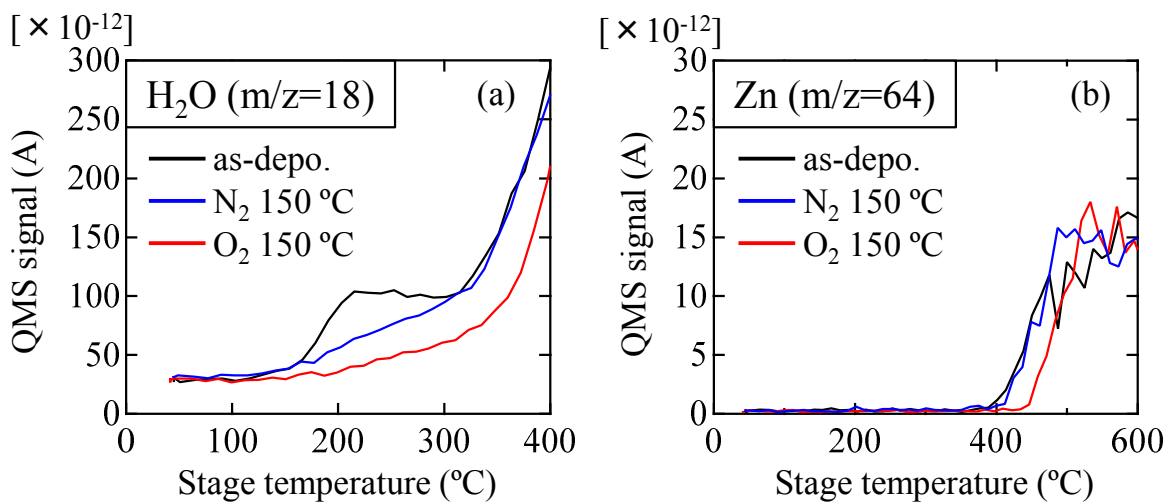 [ × 10-12]
300
250
200
150
100
50
0
QMS signal (A)
H2O (m/z=18)
(a)
as-depo.
N2 150 ºC
O2 150 ºC
0 100 200 300 400
Stage temperature (ºC)
[ × 10-12]
30
25
20
15
10
5
0
QMS signal (A)
Zn (m/z=64)
(b)
as-depo.
N2 150 ºC
O2 150 ºC
0 200 400 600
Stage temperature (ºC)